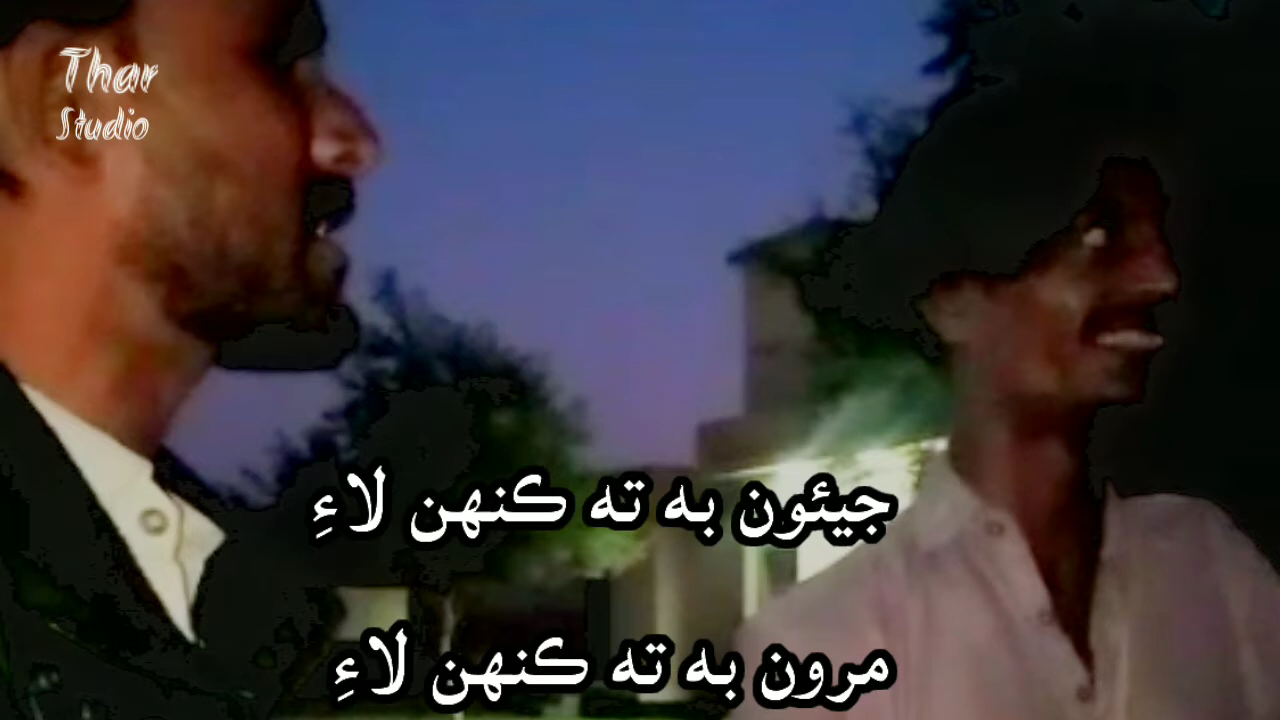 Thar
Studio
جيئون به ته ڪنهن لاءِ
مرون به ته ڪنهن لاءِ